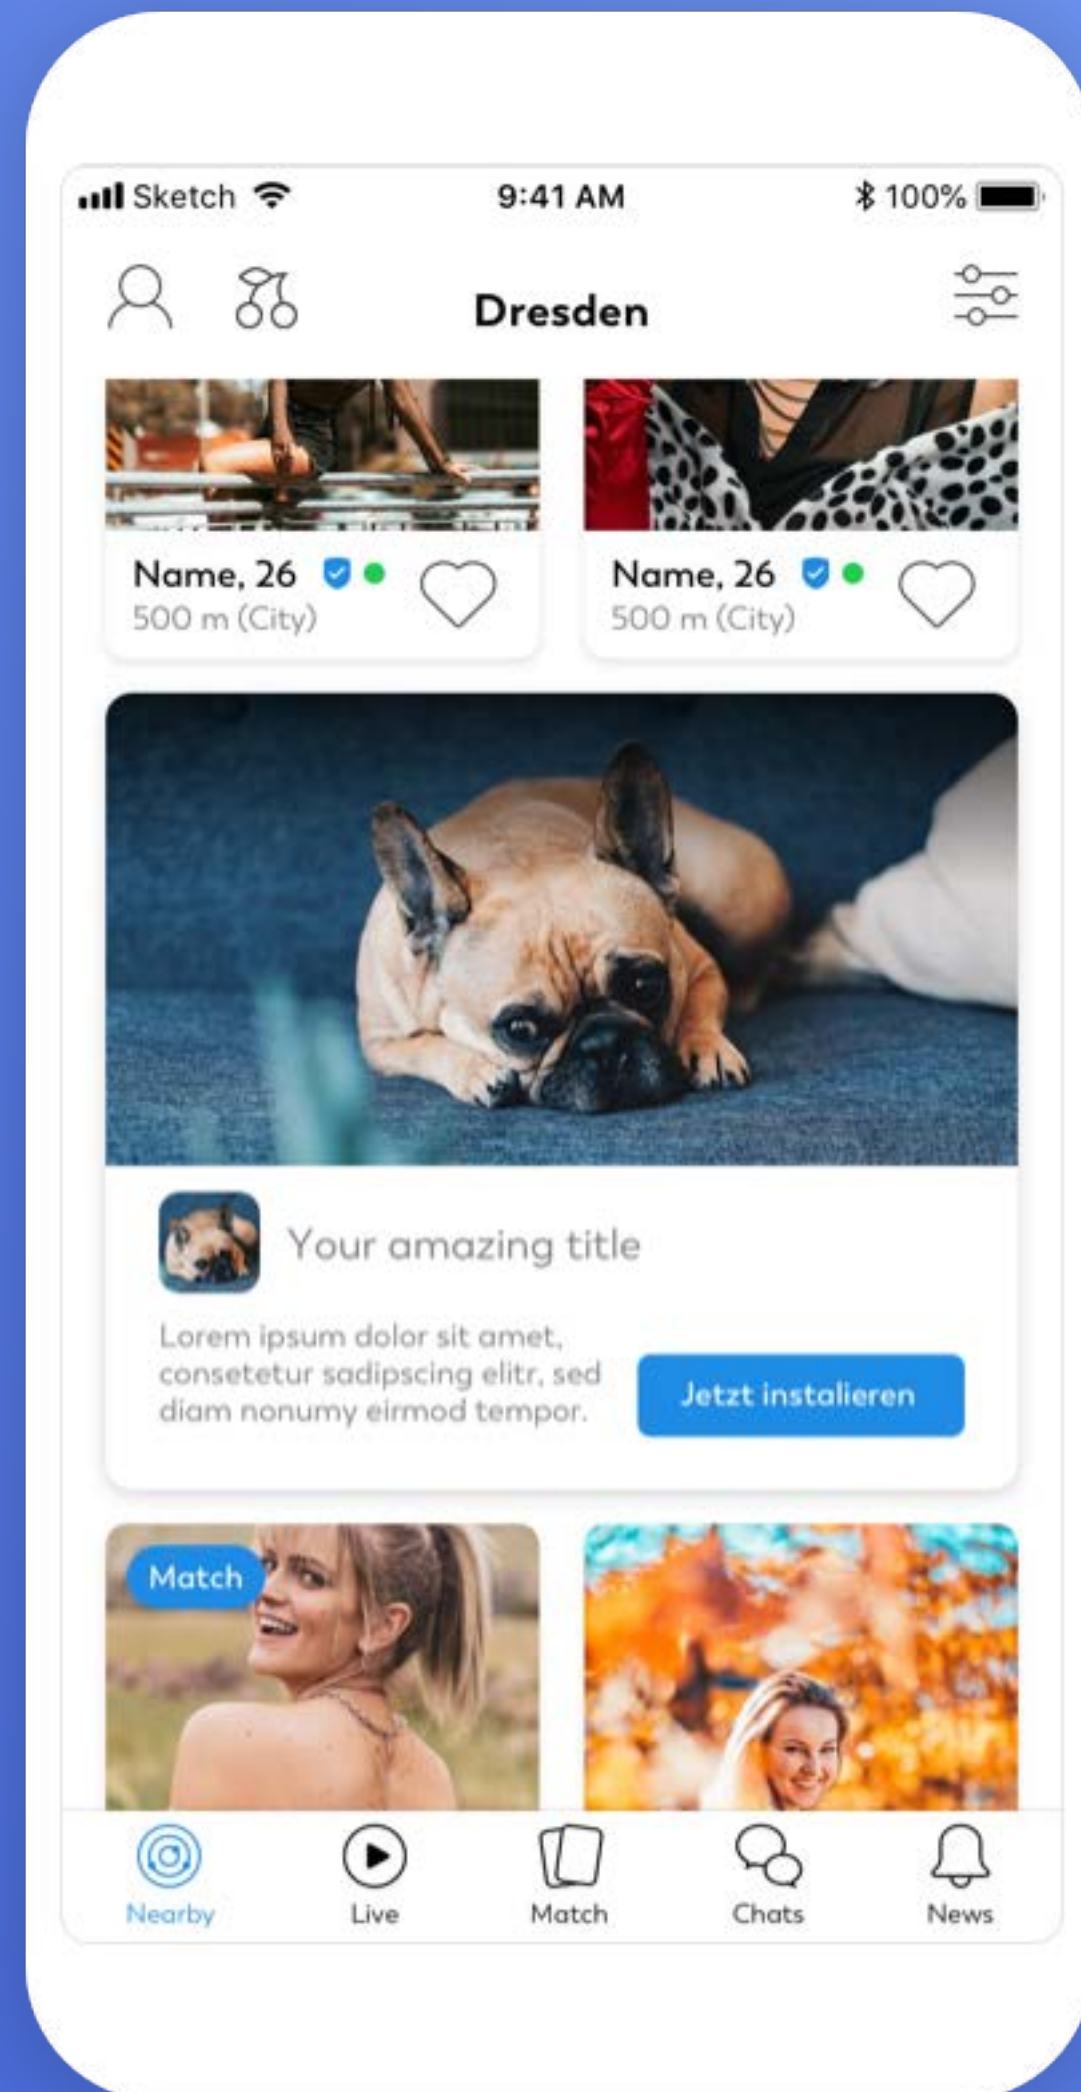 Sketch 9:41 AM 100%
Dresden
Name, 26 Name, 26
500 m (City) 500 m (City)
Your amazing title
Lorem ipsum dolor sit amet,
consetetur sadipscing elitr, sed
diam nonumy eirmod tempor.
Jetzt instalieren
Match
Nearby Live Match Chats News